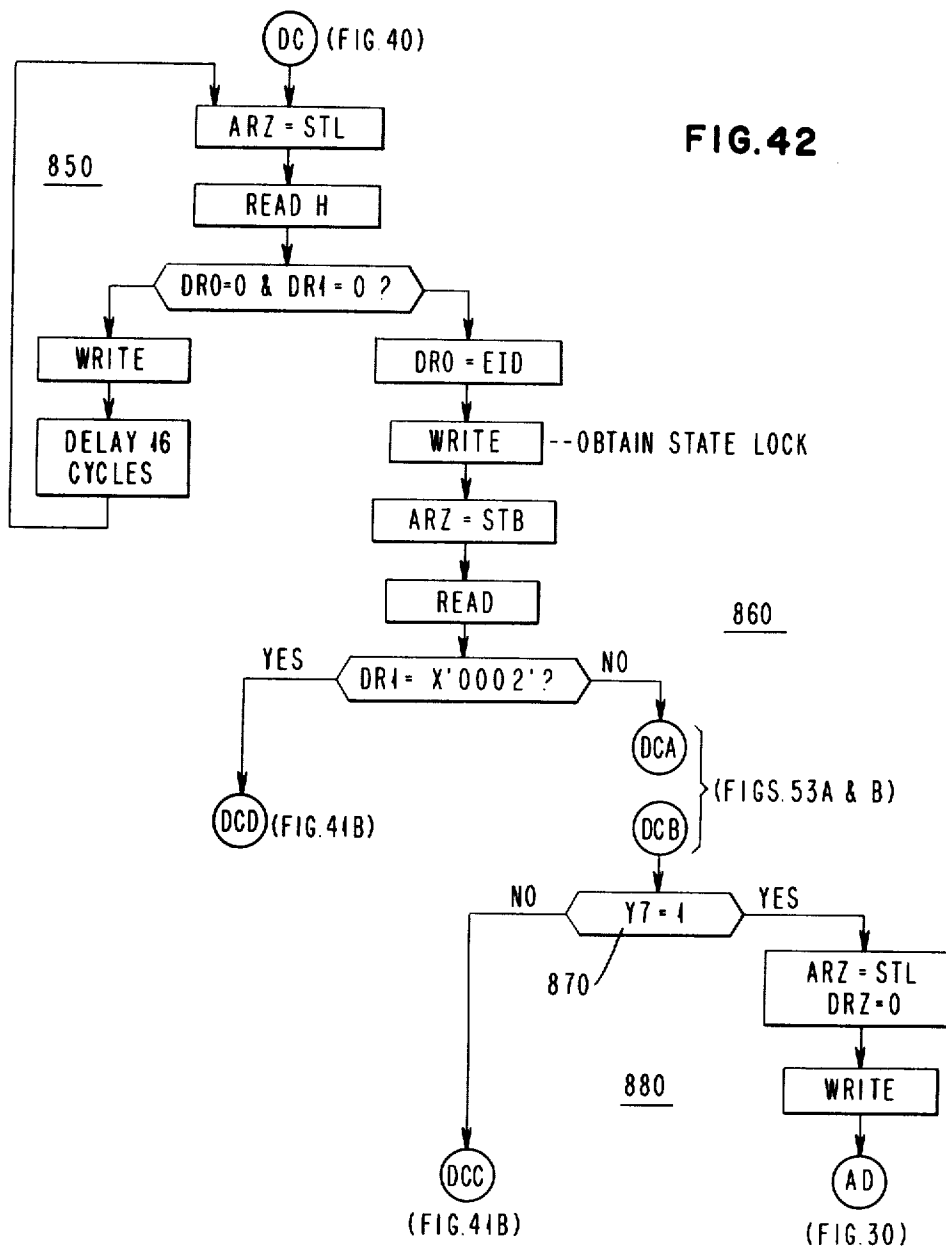 DC (FIG.40)
ARZ = STL
FIG.42
850
READ H
DR0=0 & DR1=0 ?
WRITE
DR0 = EID
DELAY 16
CYCLES
WRITE --OBTAIN STATE LOCK
ARZ = STB
READ
860
YES
DR1= X'0002'?
NO
DCA
(FIGS.53A & B)
DCD (FIG.41B)
DCB
NO
Y7=1
YES
870
ARZ=STL
DRZ=0
880
WRITE
DCC
AD
(FIG.41B)
(FIG.30)